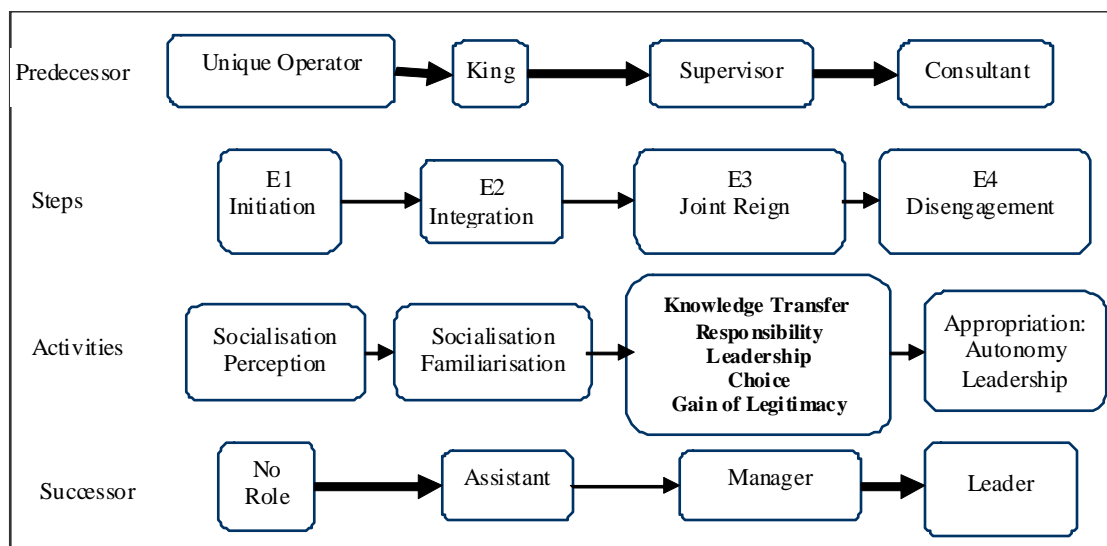 Predecessor
Unique Operator
King
Supervisor
Consultant
Steps
E1
Initiation
E2
Integration
E3
Joint Reign
E4
Disengagement
Activities
Socialisation
Perception
Socialisation
Familiarisation
Knowledge Transfer
Responsibility
Leadership
Choice
Gain of Legitimacy
Appropriation:
Autonomy
Leadership
Successor
No
Role
Assistant
Manager
Leader